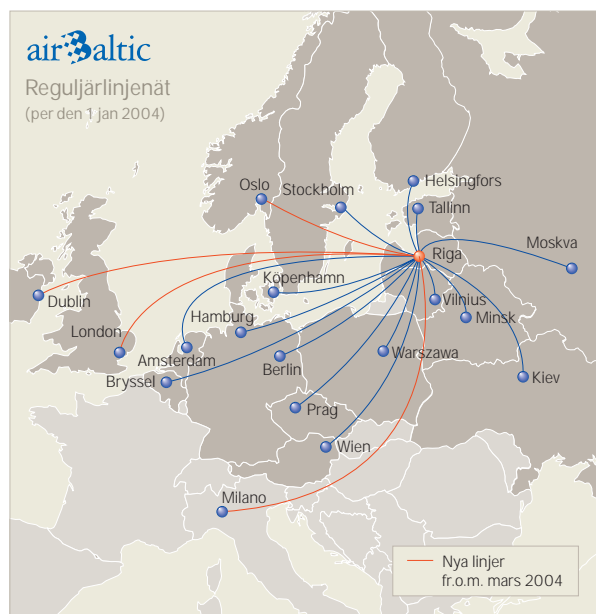 airBaltic
Reguljärlinjenät
(per den 1 jan 2004)
Oslo
Stockholm
Helsingfors
Tallinn
Riga
Moskva
Köpenhamn
Dublin
Vilnius
Hamburg
Minsk
London
Amsterdam
Berlin
Warszawa
Bryssel
Kiev
Prag
Wien
Milano
Nya linjer
fr.o.m. mars 2004